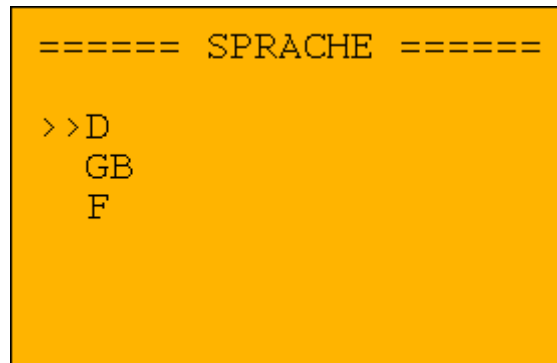 ====== SPRACHE ======
>>D
GB
F